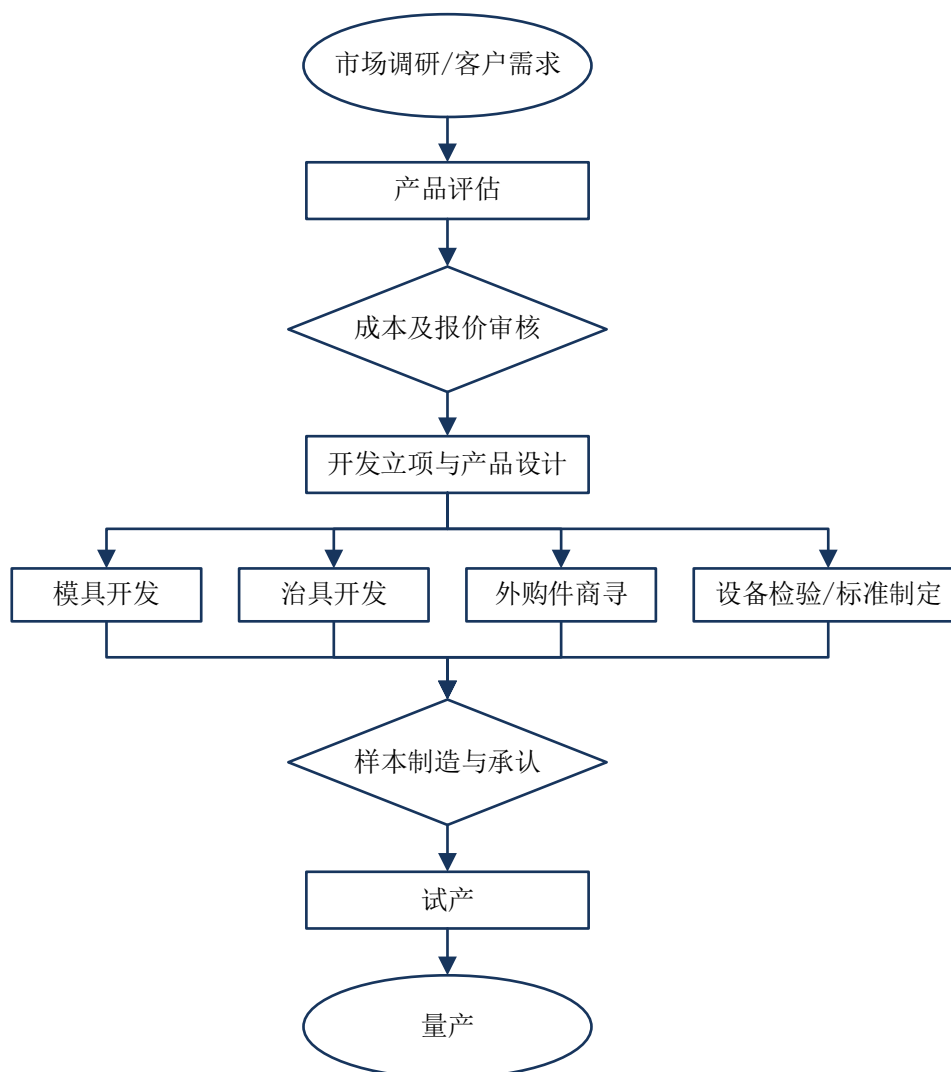 市场调研/客户需求
产品评估
成本及报价审核
开发立项与产品设计
模具开发
治具开发
外购件商寻
设备检验/标准制定
样本制造与承认
试产
量产